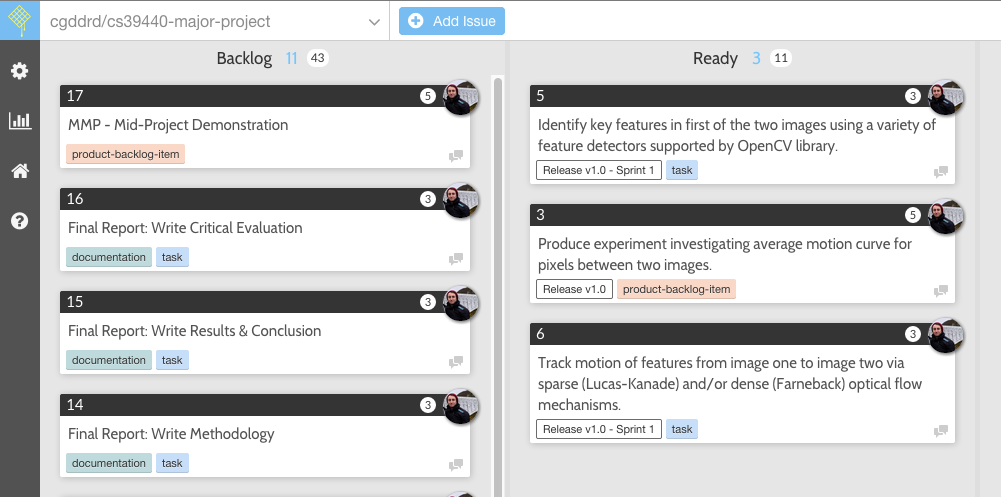 cgddrd/cs39440-major-project
Add Issue
Backlog 11 43
17 5
MMP - Mid-Project Demonstration
product-backlog-item
16 3
Final Report: Write Critical Evaluation
documentation task
15 3
Final Report: Write Results & Conclusion
documentation task
14 3
Final Report: Write Methodology
documentation task
Ready 3 11
5 3
Identify key features in first of the two images using a variety of
feature detectors supported by OpenCV library.
Release v1.0 - Sprint 1 task
3 5
Produce experiment investigating average motion curve for
pixels between two images.
Release v1.0 product-backlog-item
6 3
Track motion of features from image one to image two via
sparse (Lucas-Kanade) and/or dense (Farneback) optical flow
mechanisms.
Release v1.0 - Sprint 1 task